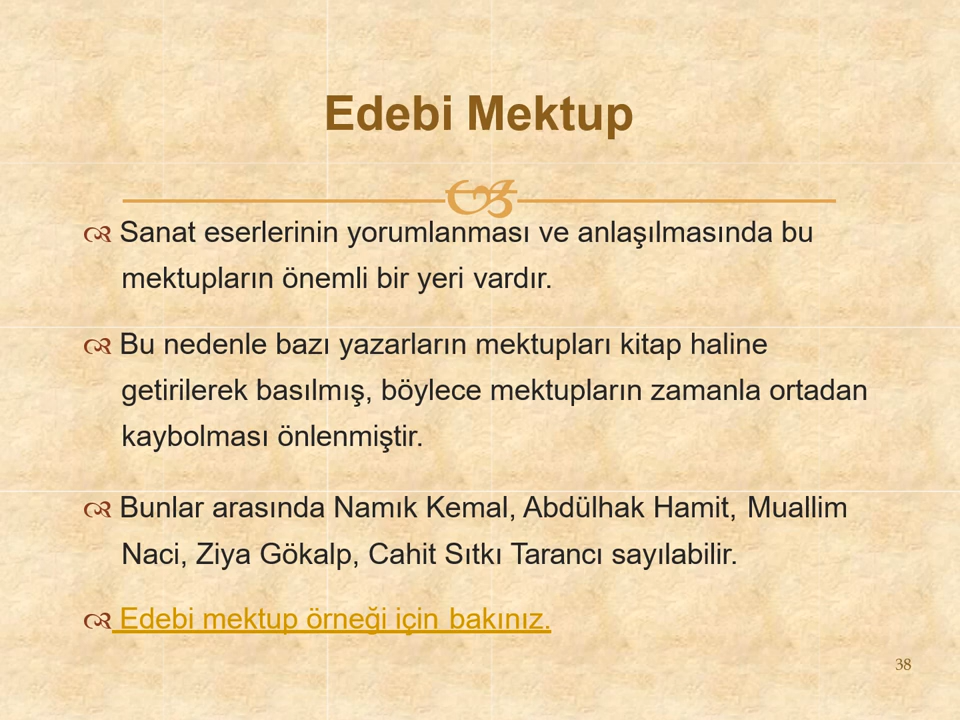 Edebi Mektup
Sanat eserlerinin yorumlanması ve anlaşılmasında bu
mektupların önemli bir yeri vardır.
Bu nedenle bazı yazarların mektupları kitap haline
getirilerek basılmış, böylece mektupların zamanla ortadan
kaybolması önlenmiştir.
Bunlar arasında Namık Kemal, Abdülhak Hamit, Muallim
Naci, Ziya Gökalp, Cahit Sıtkı Tarancı sayılabilir.
Edebi mektup örneği için bakınız.
38